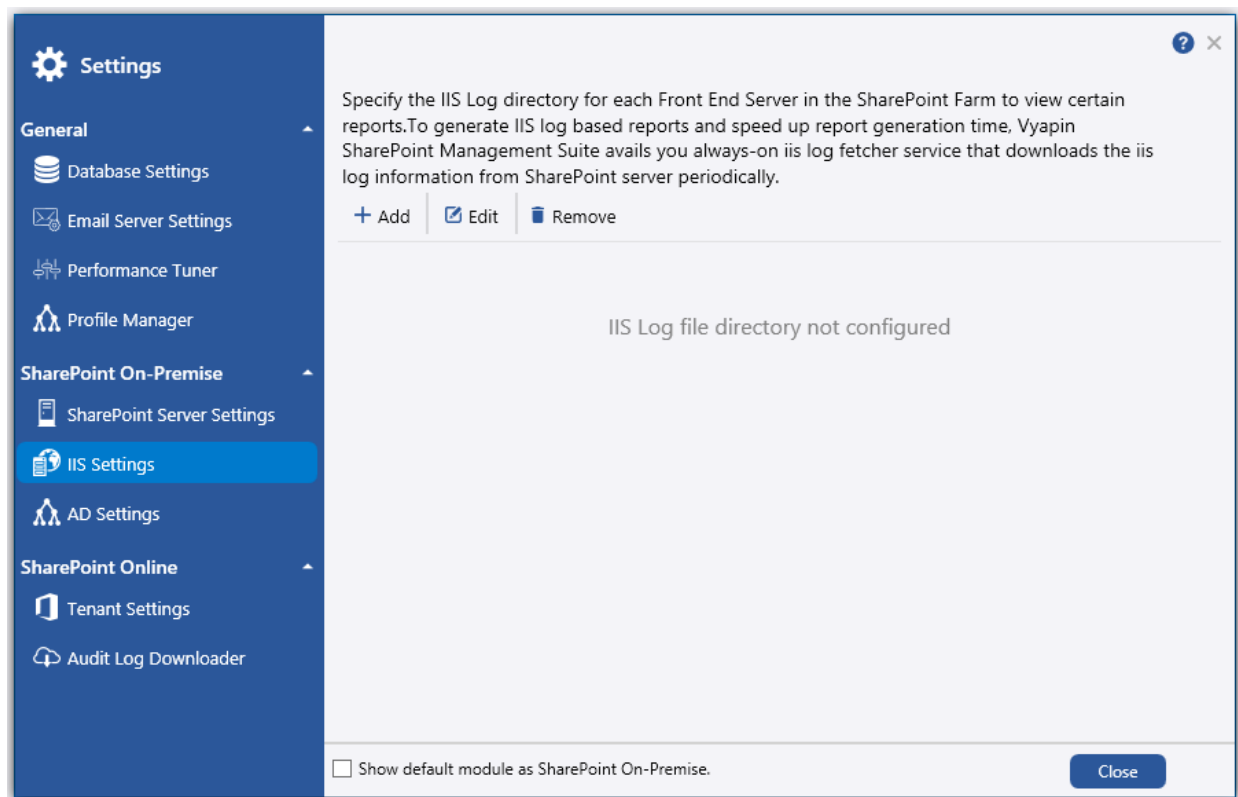 Settings
General
Database Settings
Email Server Settings
Performance Tuner
Profile Manager
SharePoint On-Premise
SharePoint Server Settings
IIS Settings
AD Settings
SharePoint Online
Tenant Settings
Audit Log Downloader
?
Specify the IIS Log directory for each Front End Server in the SharePoint Farm to view certain
reports.To generate IIS log based reports and speed up report generation time, Vyapin
SharePoint Management Suite avails you always-on iis log fetcher service that downloads the iis
log information from SharePoint server periodically.
+ Add Edit Remove
IIS Log file directory not configured
Show default module as SharePoint On-Premise.
Close